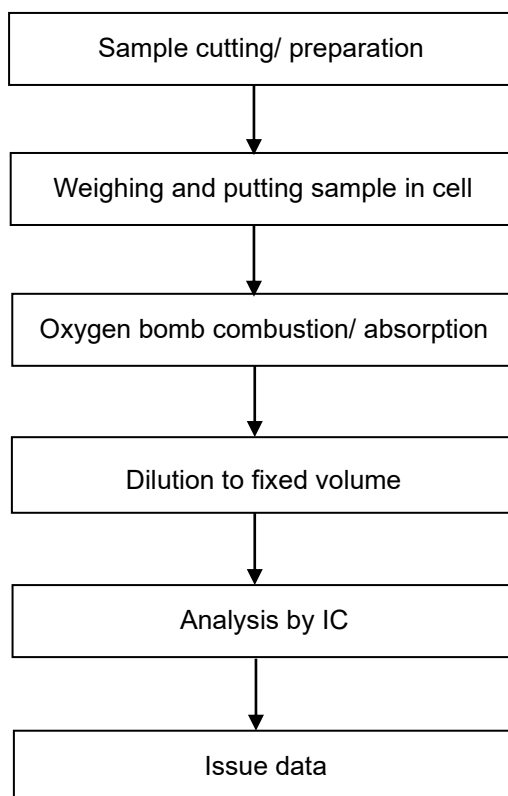 Sample cutting/ preparation
Weighing and putting sample in cell
Oxygen bomb combustion/ absorption
Dilution to fixed volume
Analysis by IC
Issue data